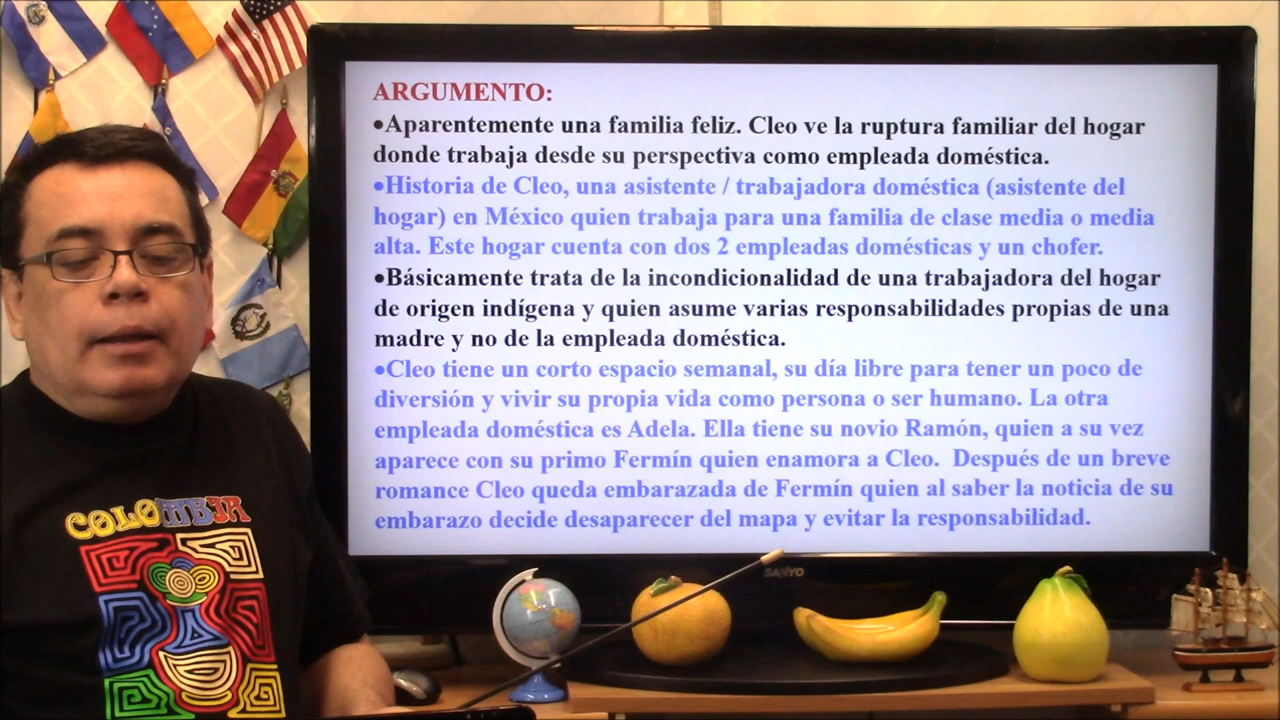 ARGUMENTO:
•Aparentemente una familia feliz. Cleo ve la ruptura familiar del hogar
donde trabaja desde su perspectiva como empleada doméstica.
•Historia de Cleo, una asistente / trabajadora doméstica (asistente del
hogar) en México quien trabaja para una familia de clase media o media
alta. Este hogar cuenta con dos 2 empleadas domésticas y un chofer.
•Básicamente trata de la incondicionalidad de una trabajadora del hogar
de origen indígena y quien asume varias responsabilidades propias de una
madre y no de la empleada doméstica.
•Cleo tiene un corto espacio semanal, su día libre para tener un poco de
diversión y vivir su propia vida como persona o ser humano. La otra
empleada doméstica es Adela. Ella tiene su novio Ramón, quien a su vez
aparece con su primo Fermín quien enamora a Cleo.  Después de un breve
romance Cleo queda embarazada de Fermín quien al saber la noticia de su
embarazo decide desaparecer del mapa y evitar la responsabilidad.
SANYO
COLOMBIA